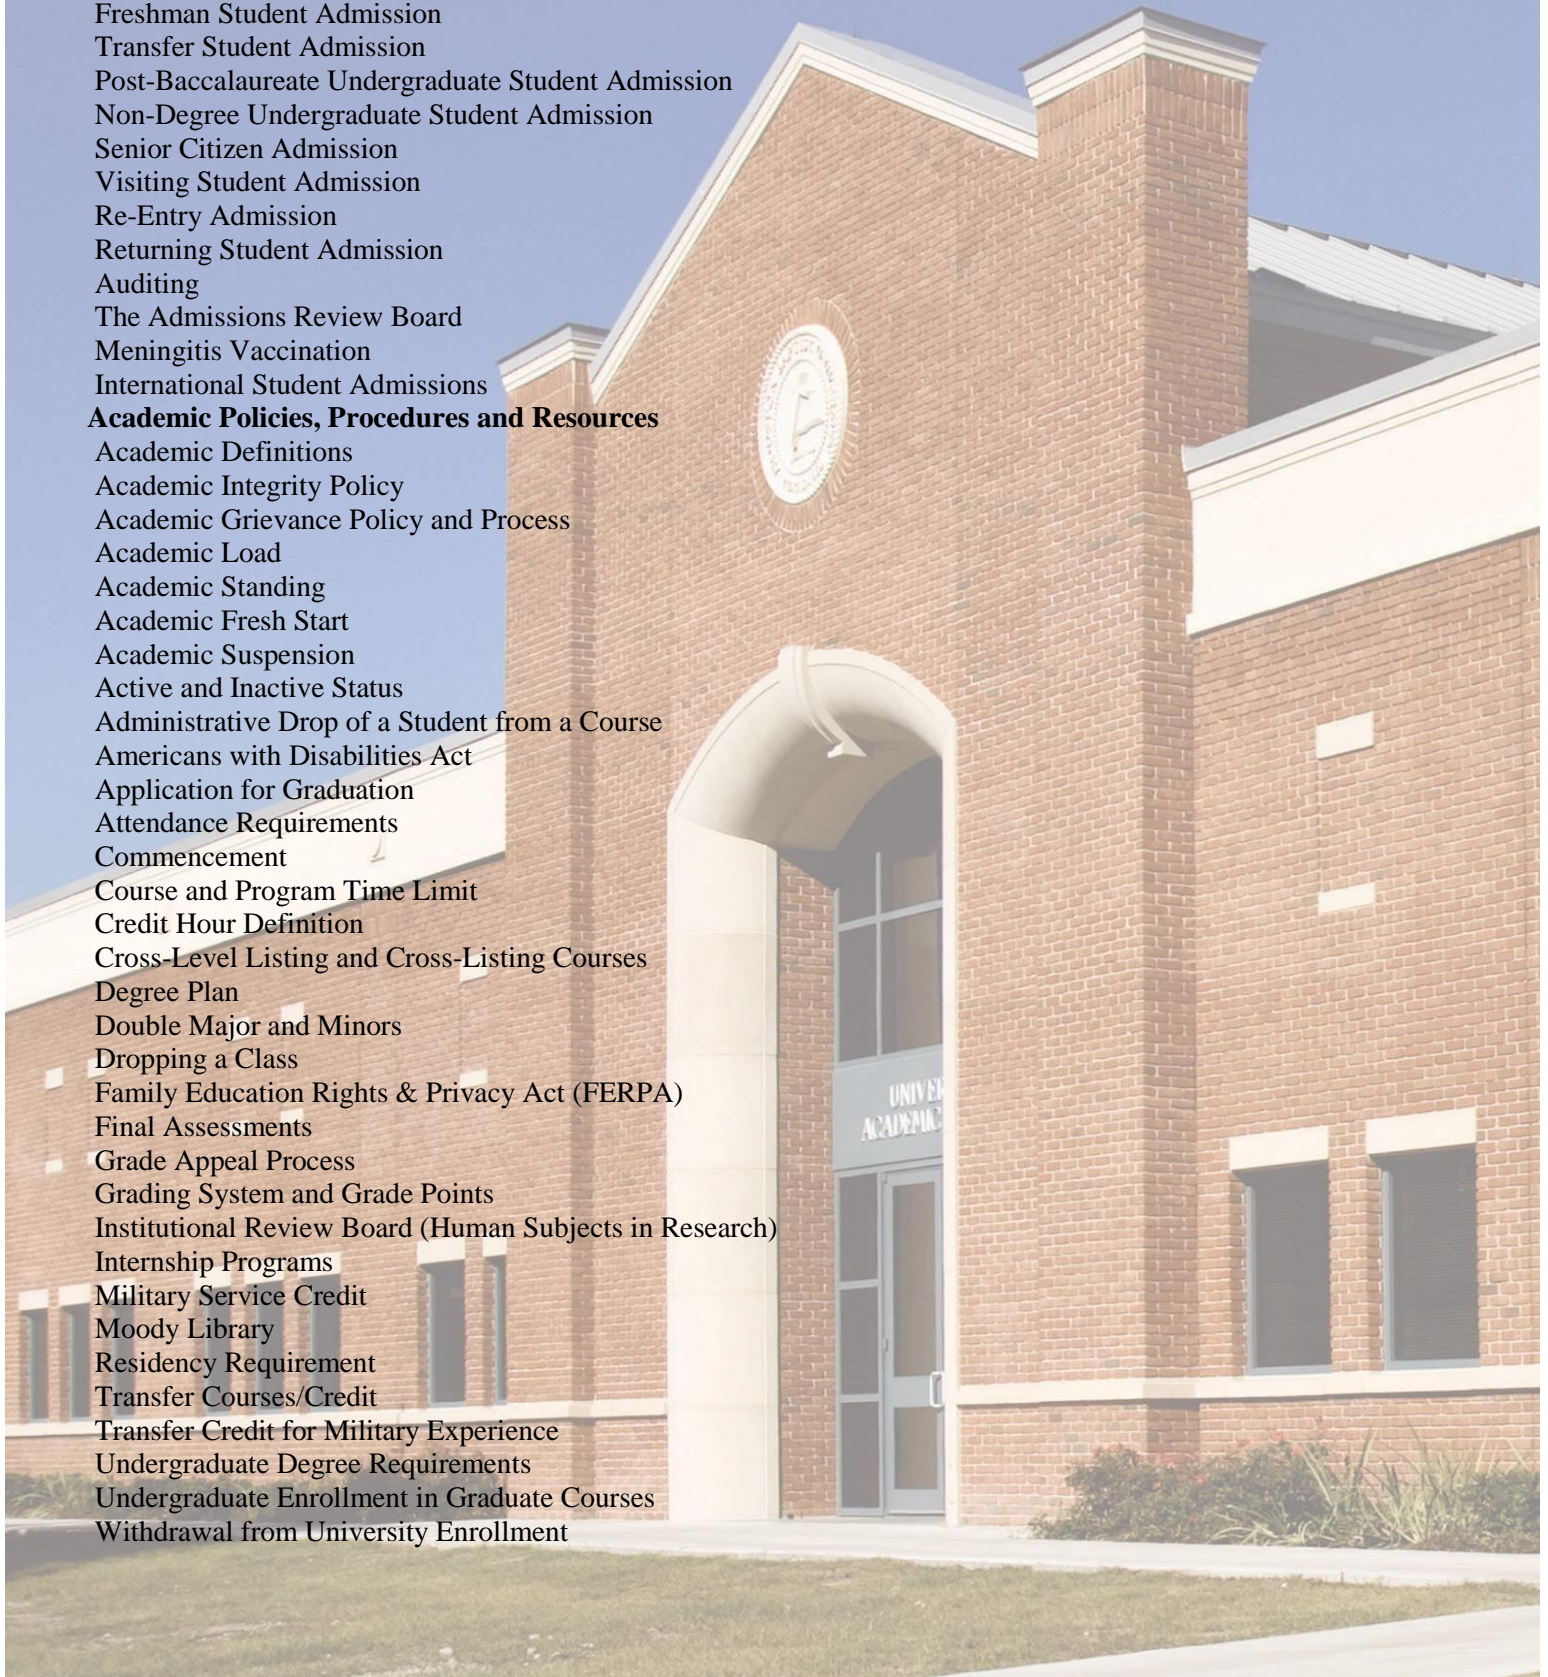 Freshman Student Admission
Transfer Student Admission
Post-Baccalaureate Undergraduate Student Admission
Non-Degree Undergraduate Student Admission
Senior Citizen Admission
Visiting Student Admission
Re-Entry Admission
Returning Student Admission
Auditing
The Admissions Review Board
Meningitis Vaccination
International Student Admissions
Academic Policies, Procedures and Resources
Academic Definitions
Academic Integrity Policy
Academic Grievance Policy and Process
Academic Load
Academic Standing
Academic Fresh Start
Academic Suspension
Active and Inactive Status
Administrative Drop of a Student from a Course
Americans with Disabilities Act
Application for Graduation
Attendance Requirements
Commencement
Course and Program Time Limit
Credit Hour Definition
Cross-Level Listing and Cross-Listing Courses
Degree Plan
Double Major and Minors
Dropping a Class
Family Education Rights & Privacy Act (FERPA)
Final Assessments
Grade Appeal Process
Grading System and Grade Points
Institutional Review Board (Human Subjects in Research)
Internship Programs
Military Service Credit
Moody Library
Residency Requirement
Transfer Courses/Credit
Transfer Credit for Military Experience
Undergraduate Degree Requirements
Undergraduate Enrollment in Graduate Courses
Withdrawal from University Enrollment
UNIVER
ACADEMIC